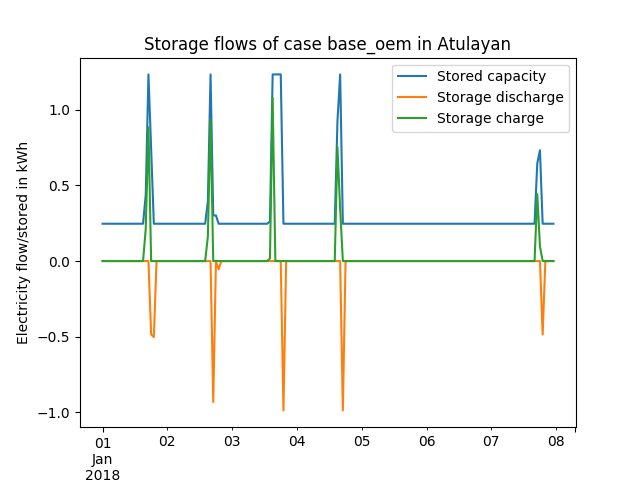 Storage flows of case base_oem in Atulayan
Stored capacity
Storage discharge
Storage charge
Electricity flow/stored in kWh
1.0
0.5
0.0
−0.5
−1.0
01 02 03 04 05 06 07 08
Jan
2018